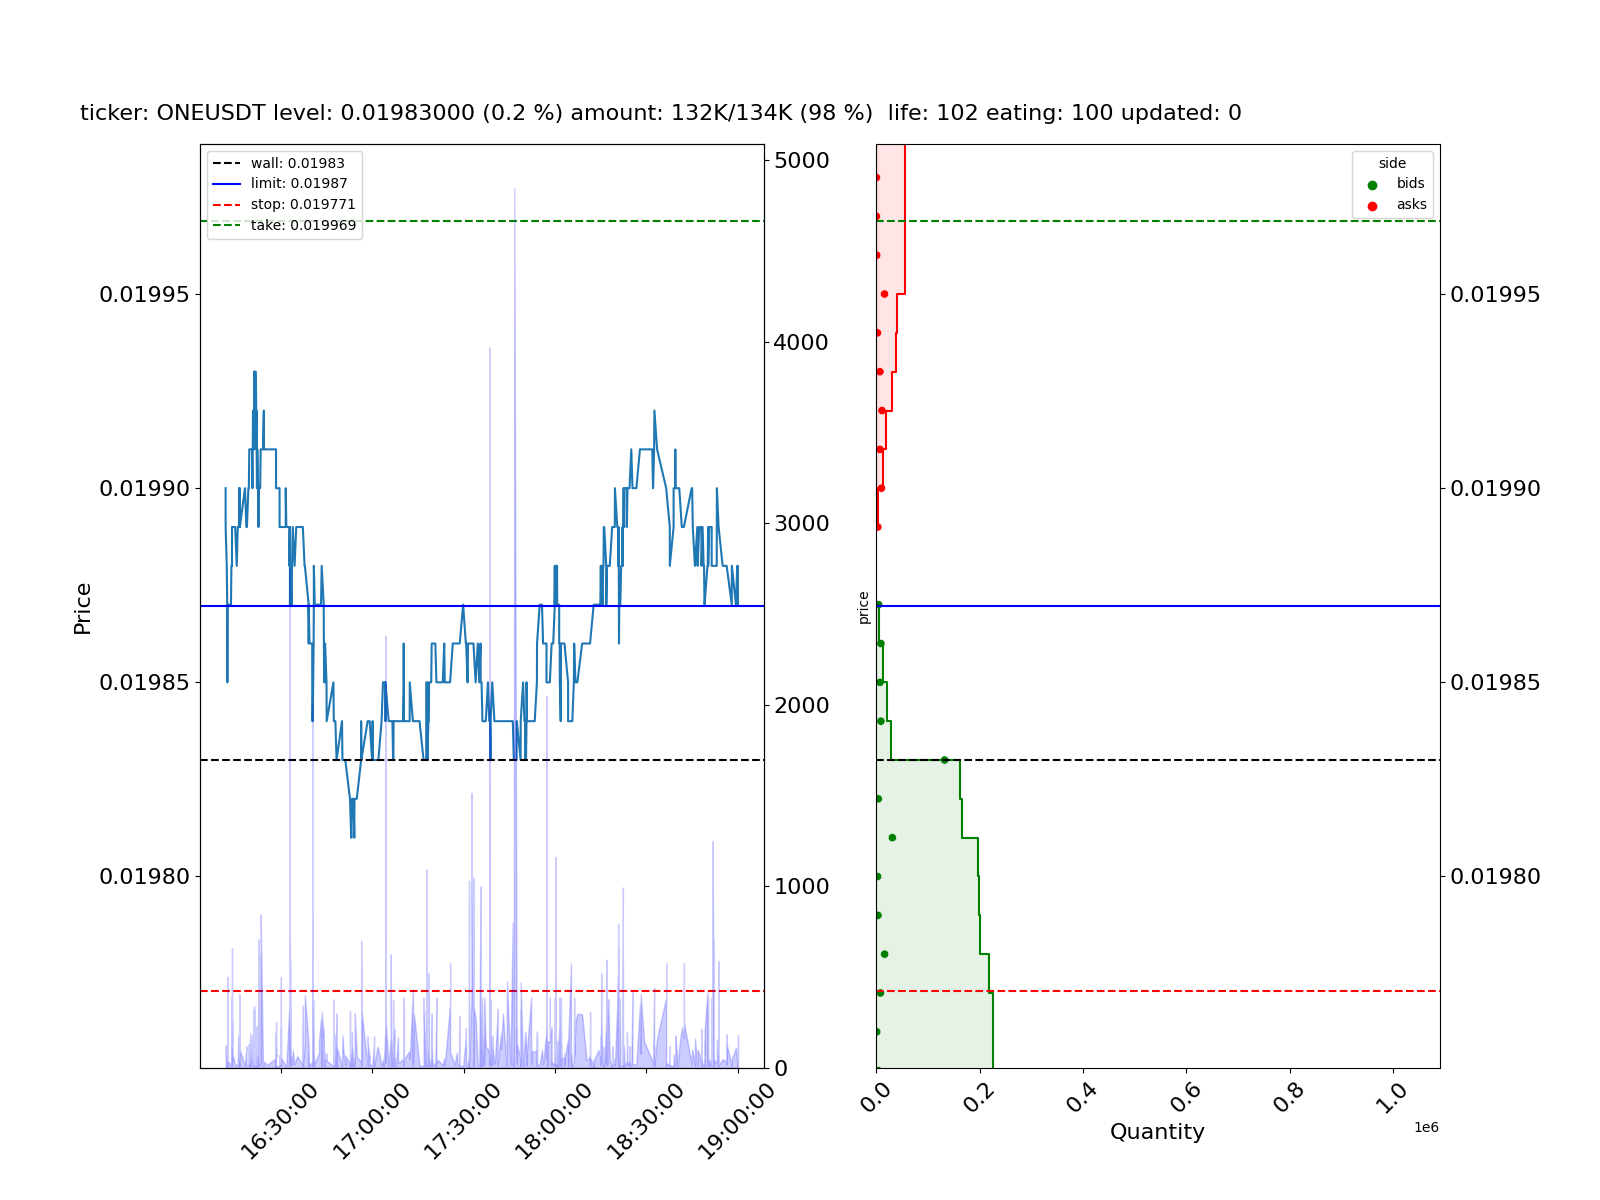 ticker: ONEUSDT level: 0.01983000 (0.2 %) amount: 132K/134K (98 %)  life: 102 eating: 100 updated: 0
wall: 0.01983
limit: 0.01987
stop: 0.019771
take: 0.019969
Price
0.01995
0.01990
0.01985
0.01980
5000
4000
3000
2000
1000
0
16:30:00
17:00:00
17:30:00
18:00:00
18:30:00
19:00:00
side
bids
asks
price
0.01995
0.01990
0.01985
0.01980
0.0
0.2
0.4
0.6
0.8
1.0
1e6
Quantity